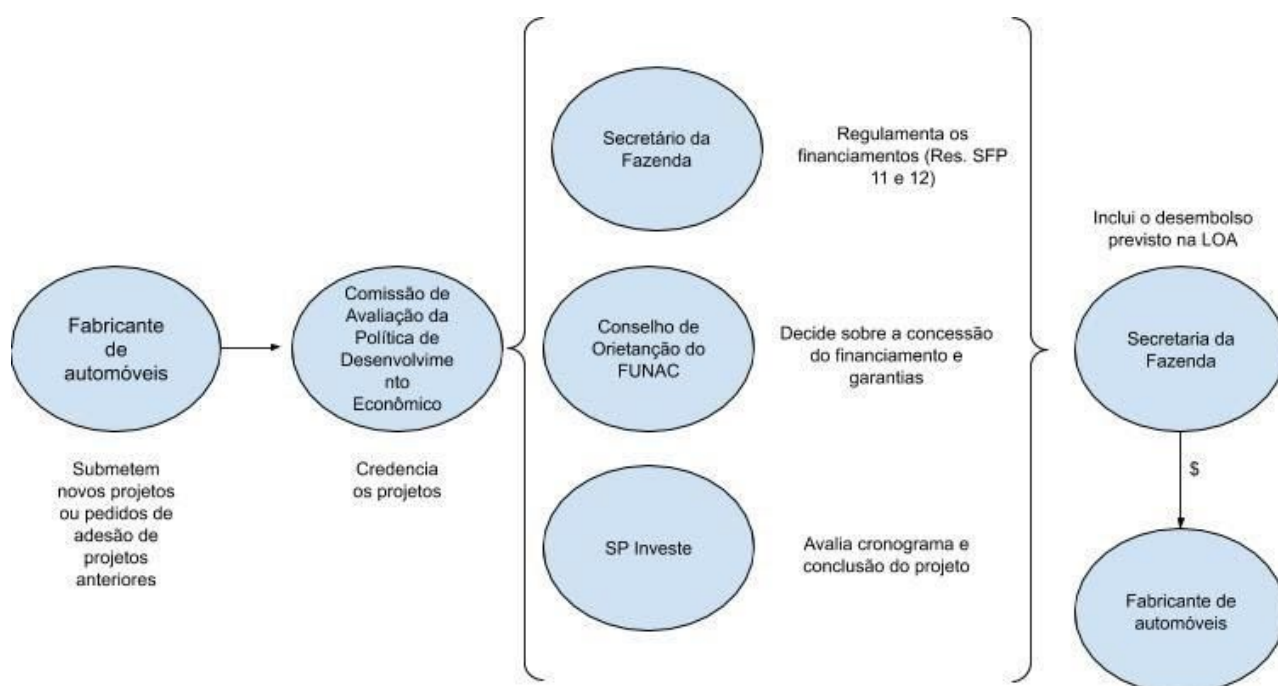 Fabricante
de
automóveis
Submetem
novos projetos
ou pedidos de
adesão de
projetos
anteriores
Comissão de
Avaliação da
Política de
Desenvolvime
nto
Econômico
Credencia
os projetos
Secretário da
Fazenda
Regulamenta os
financiamentos (Res. SFP
11 e 12)
Conselho de
Orietanção do
FUNAC
Decide sobre a concessão
do financiamento e
garantias
SP Investe
Avalia cronograma e
conclusão do projeto
Inclui o desembolso
previsto na LOA
Secretaria da
Fazenda
$
Fabricante de
automóveis